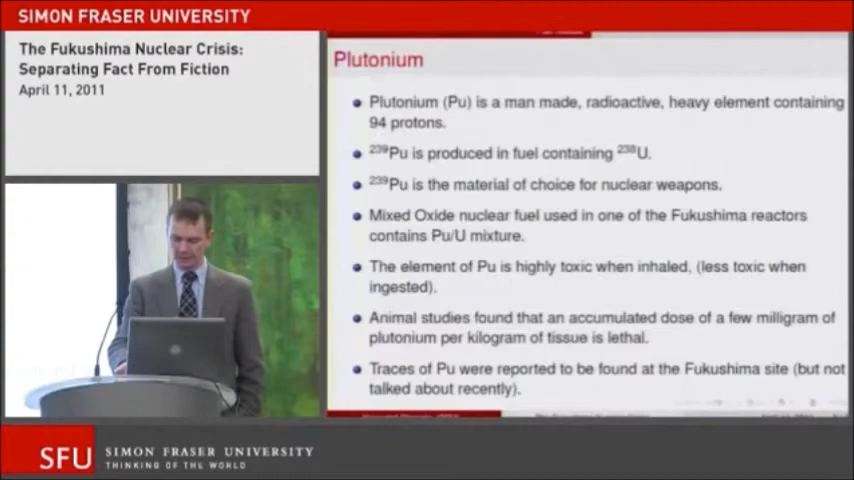 SIMON FRASER UNIVERSITY
The Fukushima Nuclear Crisis:
Separating Fact From Fiction
April 11, 2011
Plutonium
Plutonium (Pu) is a man made, radioactive, heavy element containing
94 protons.
²³⁹Pu is produced in fuel containing ²³⁸U.
²³⁹Pu is the material of choice for nuclear weapons.
Mixed Oxide nuclear fuel used in one of the Fukushima reactors
contains Pu/U mixture.
The element of Pu is highly toxic when inhaled, (less toxic when
ingested).
Animal studies found that an accumulated dose of a few milligram of
plutonium per kilogram of tissue is lethal.
Traces of Pu were reported to be found at the Fukushima site (but not
talked about recently).
SFU
SIMON FRASER UNIVERSITY
THINKING OF THE WORLD